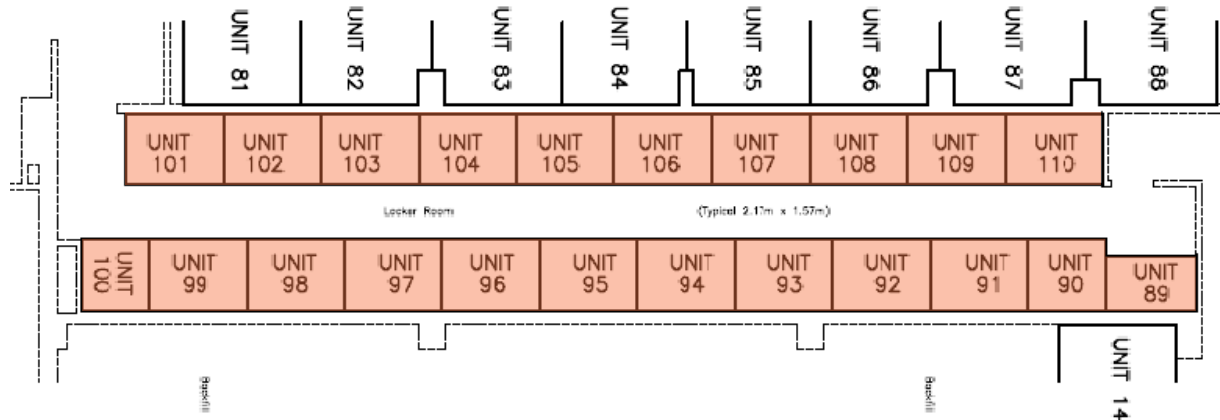 UNIT 81
UNIT 82
UNIT 83
UNIT 84
UNIT 85
UNIT 86
UNIT 87
UNIT 88
UNIT
101
UNIT
102
UNIT
103
UNIT
104
UNIT
105
UNIT
106
UNIT
107
UNIT
108
UNIT
109
UNIT
110
Locker Room
(Typical 2.17m x 1.57m)
UNIT
100
UNIT
99
UNIT
98
UNIT
97
UNIT
96
UNIT
95
UNIT
94
UNIT
93
UNIT
92
UNIT
91
UNIT
90
UNIT
89
Backfill
Backfill
UNIT 14